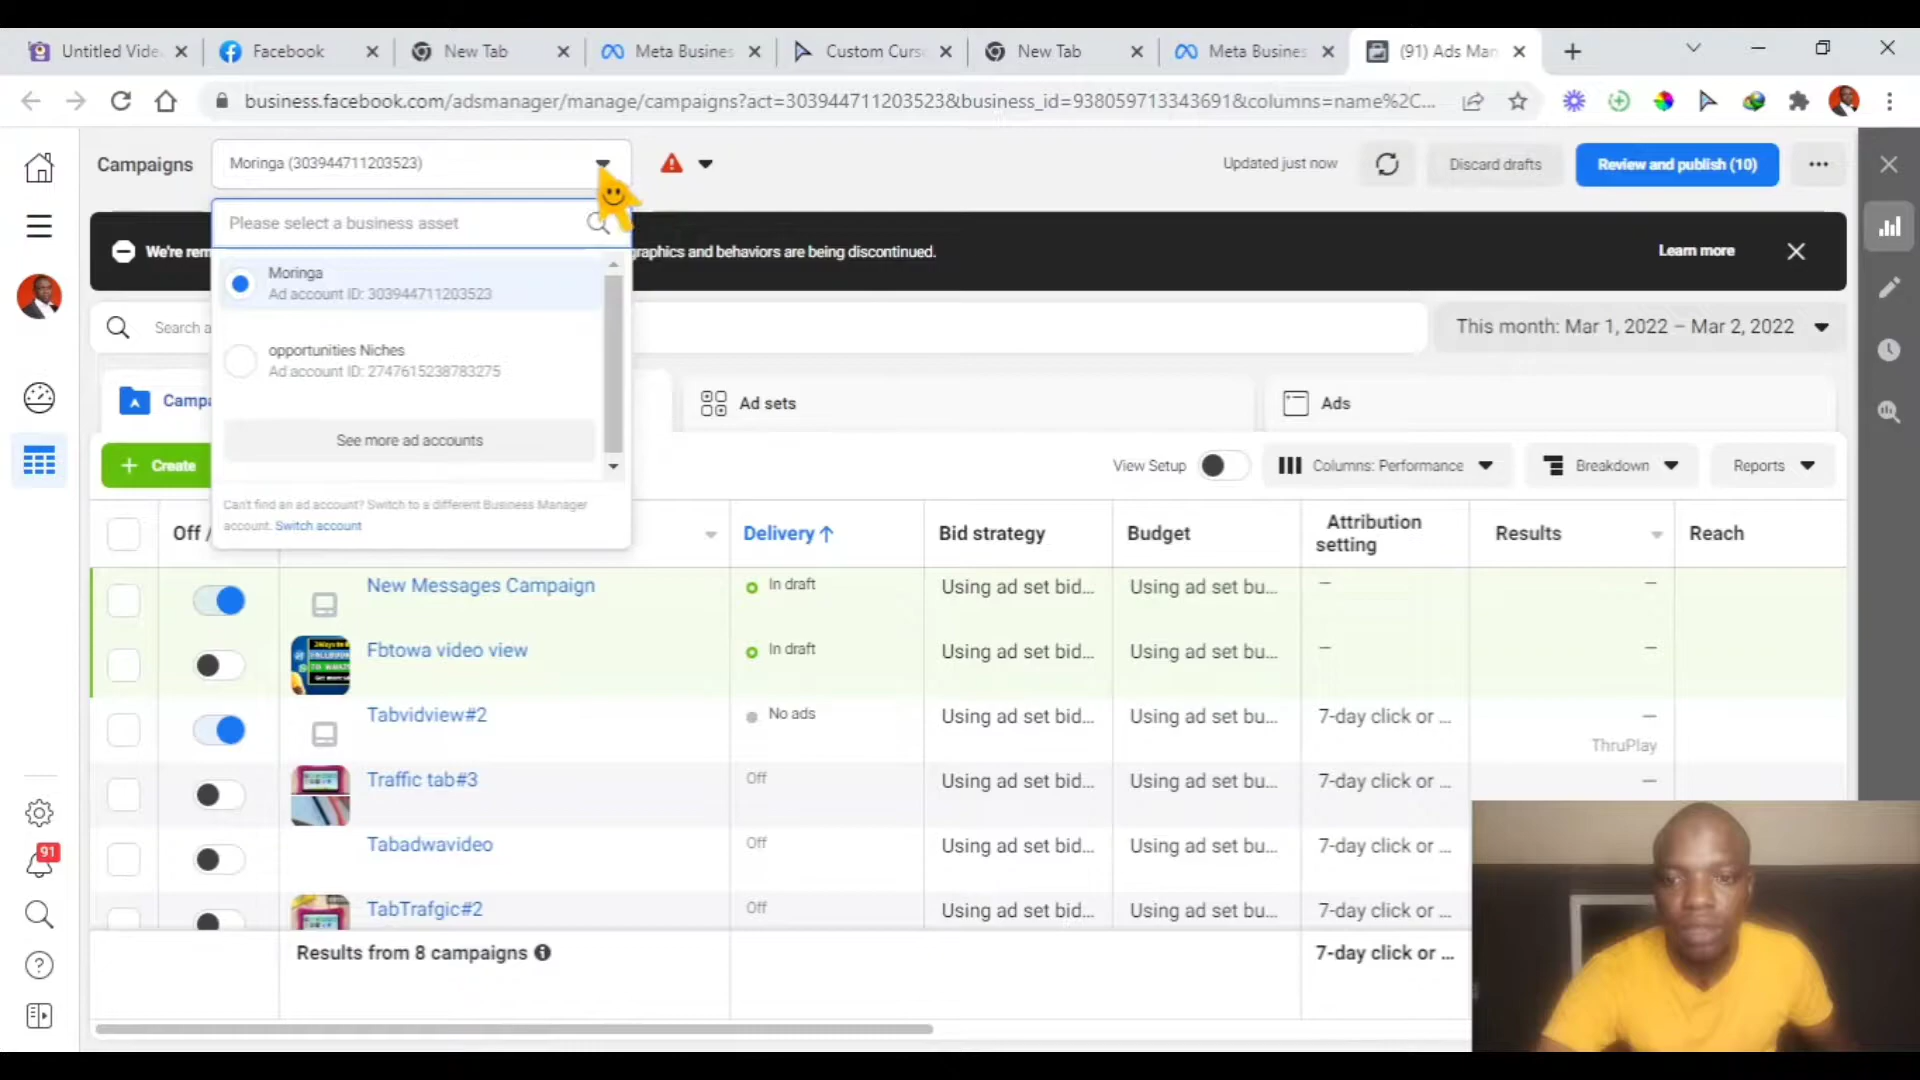 Untitled Vide
Facebook
New Tab
Meta Busines
Custom Curs
New Tab
Meta Busines
(91) Ads Man
business.facebook.com/adsmanager/manage/campaigns?act=303944711203523&business_id=938059713343691&columns=name%2C...
Campaigns
Moringa (303944711203523)
Updated just now
Discard drafts
Review and publish (10)
Please select a business asset
We're rem
graphics and behaviors are being discontinued.
Learn more
Moringa
Ad account ID: 303944711203523
Search a
This month: Mar 1, 2022 – Mar 2, 2022
opportunities Niches
Ad account ID: 2747615238783275
Campa
Ad sets
Ads
See more ad accounts
+ Create
View Setup
Columns: Performance
Breakdown
Reports
Can't find an ad account? Switch to a different Business Manager
account. Switch account
Off /
Delivery ↑
Bid strategy
Budget
Attribution
setting
Results
Reach
New Messages Campaign
In draft
Using ad set bid...
Using ad set bu...
—
—
Fbtowa video view
In draft
Using ad set bid...
Using ad set bu...
—
—
Tabvidview#2
No ads
Using ad set bid...
Using ad set bu...
7-day click or ...
—
ThruPlay
Traffic tab#3
Off
Using ad set bid...
Using ad set bu...
7-day click or ...
—
Tabadwavideo
Off
Using ad set bid...
Using ad set bu...
7-day click or ...
91
TabTrafgic#2
Off
Using ad set bid...
Using ad set bu...
7-day click or ...
Results from 8 campaigns
7-day click or ...